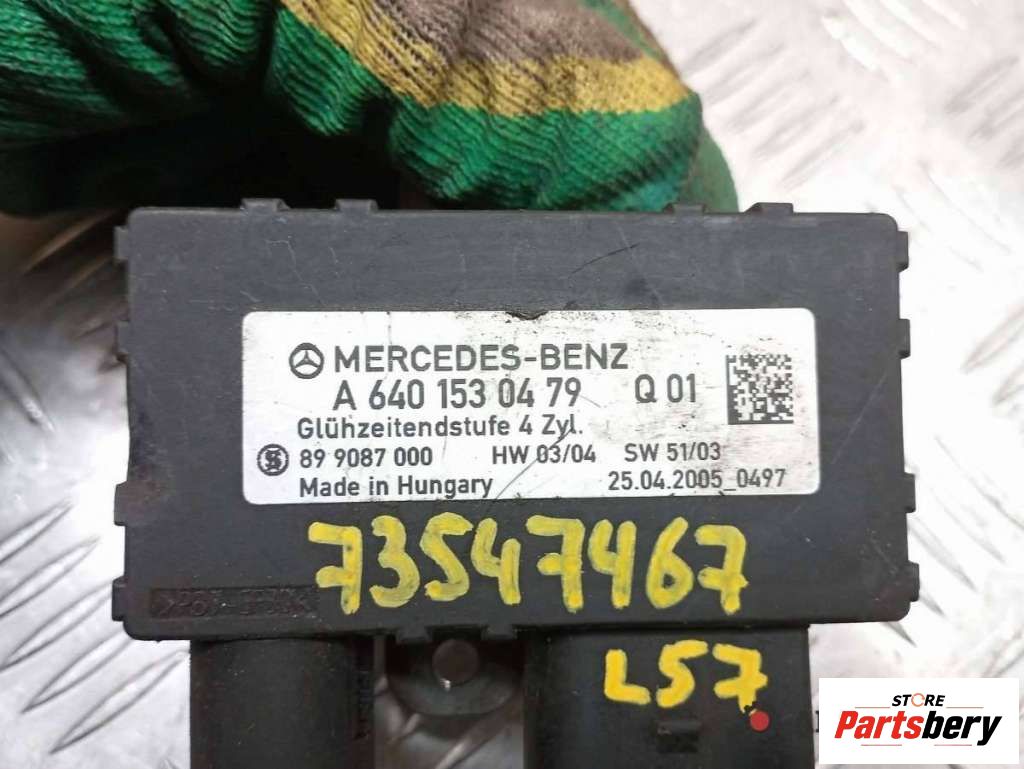 MERCEDES-BENZ
A 640 153 04 79 Q 01
Glühzeitendstufe 4 Zyl.
89 9087 000 HW 03/04 SW 51/03
Made in Hungary 25.04.2005_0497
73547467
L57
STORE
Partsbery